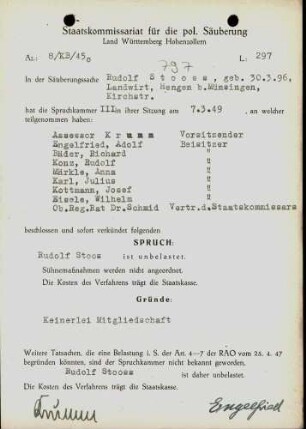 Staatskommissariat für die pol. Säuberung
Land Württemberg Hohenzollern
Az.: 8/KB/450
L: 297
797
In der Säuberungssache Rudolf Stooss, geb. 30.3.96,
Landwirt, Hengen b.Münsingen,
Kirchstr.
hat die Spruchkammer III in ihrer Sitzung am 7.3.49, an welcher
teilgenommen haben:
Assessor Krumm Vorsitzender
Engelfried, Adolf Beisitzer
Bäder, Richard "
Konz, Rudolf "
Märkle, Anna "
Karl, Julius "
Kottmann, Josef "
Eisele, Wilhelm "
Ob.Reg.Rat Dr.Schmid Vertr.d.Staatskommissars
beschlossen und sofort verkündet folgenden
SPRUCH:
Rudolf Stooss ist unbelastet.
Sühnemaßnahmen werden nicht angeordnet.
Die Kosten des Verfahrens trägt die Staatskasse.
Gründe:
Keinerlei Mitgliedschaft
Weitere Tatsachen, die eine Belastung i. S. der Art. 4—7 der RAO vom 24. 4. 47
begründen könnten, sind der Spruchkammer nicht bekannt geworden.
Rudolf Stooss ist daher unbelastet.
Die Kosten des Verfahrens trägt die Staatskasse.
Krumm
Engelfried